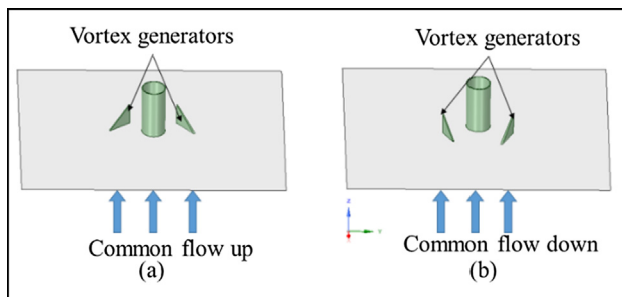 Vortex generators
Vortex generators
Z
Y
Common flow up
Common flow down
(a)
(b)